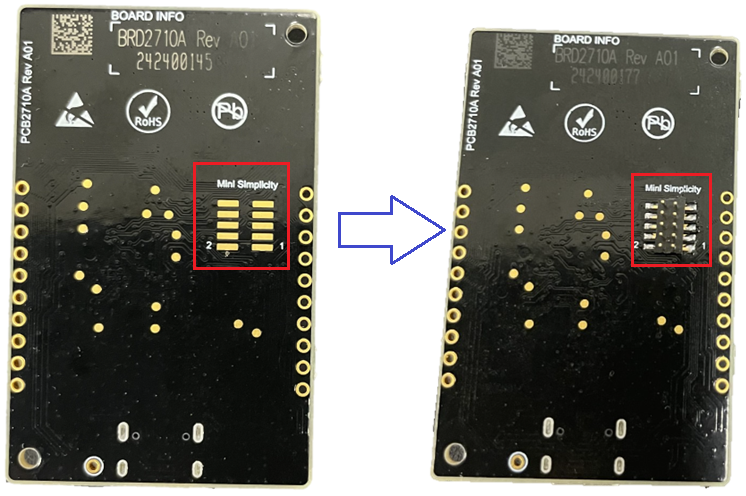 BOARD INFO
BRD2710A Rev A01
242400145
PCB2710A Rev A01
RoHS
Pb
Mini Simplicity
2
1
BOARD INFO
BRD2710A Rev A01
242400177
PCB2710A Rev A01
RoHS
Pb
Mini Simplicity
2
1